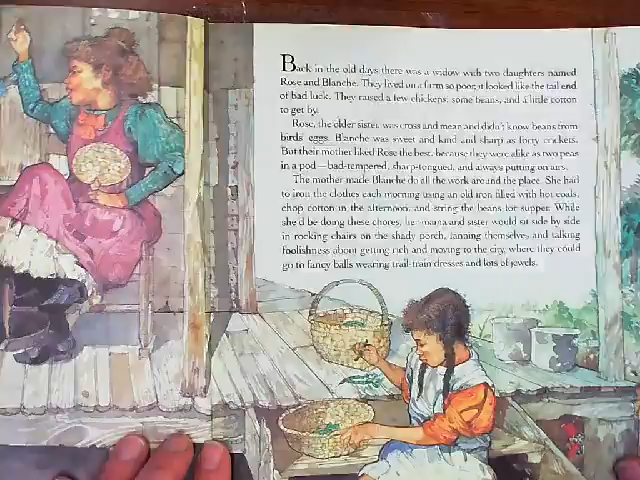 Back in the old days there was a widow with two daughters named
Rose and Blanche. They lived on a farm so poor, it looked like the tail end
of bad luck. They raised a few chickens, some beans, and a little cotton
to get by.
Rose, the older sister, was cross and mean and didn't know beans from
birds' eggs. Blanche was sweet and kind and sharp as forty crickets.
But their mother liked Rose the best, because they were alike as two peas
in a pod—bad-tempered, sharp-tongued, and always putting on airs.
The mother made Blanche do all the work around the place. She had
to iron the clothes each morning using an old iron filled with hot coals,
chop cotton in the afternoon, and string the beans for supper. While
she'd be doing these chores, her mama and sister would sit side by side
in rocking chairs on the shady porch, fanning themselves, and talking
foolishness about getting rich and moving to the city, where they could
go to fancy balls wearing trail-train dresses and lots of jewels.